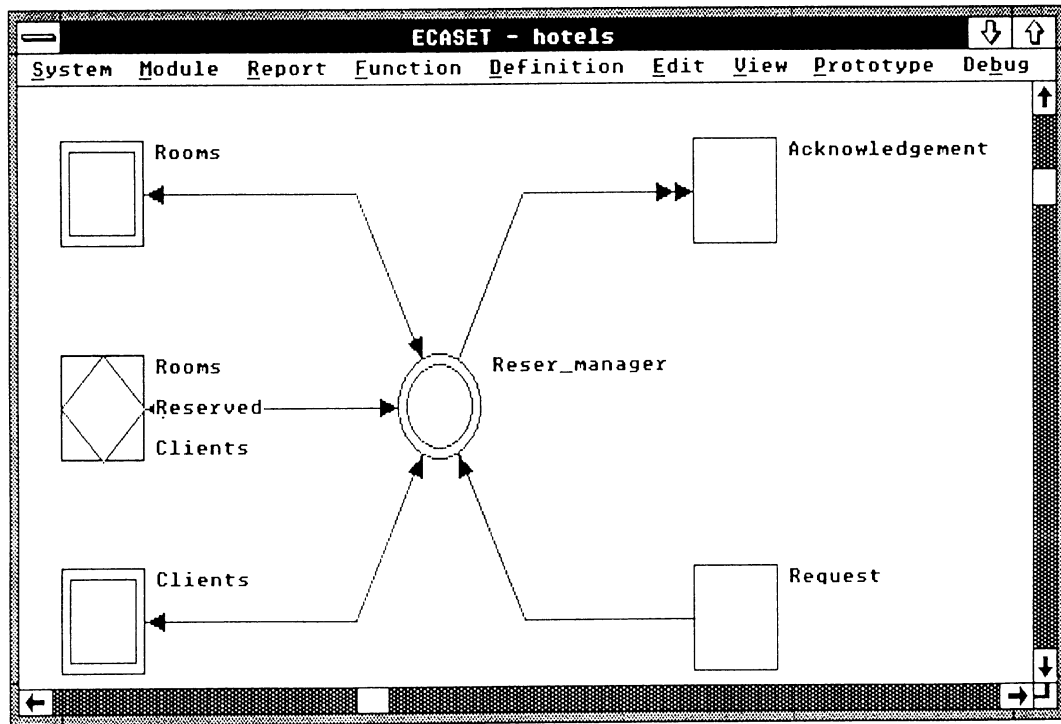 ECASET - hotels
System Module Report Function Definition Edit View Prototype Debug
Rooms
Acknowledgement
Rooms
Reserved
Clients
Reser_manager
Clients
Request